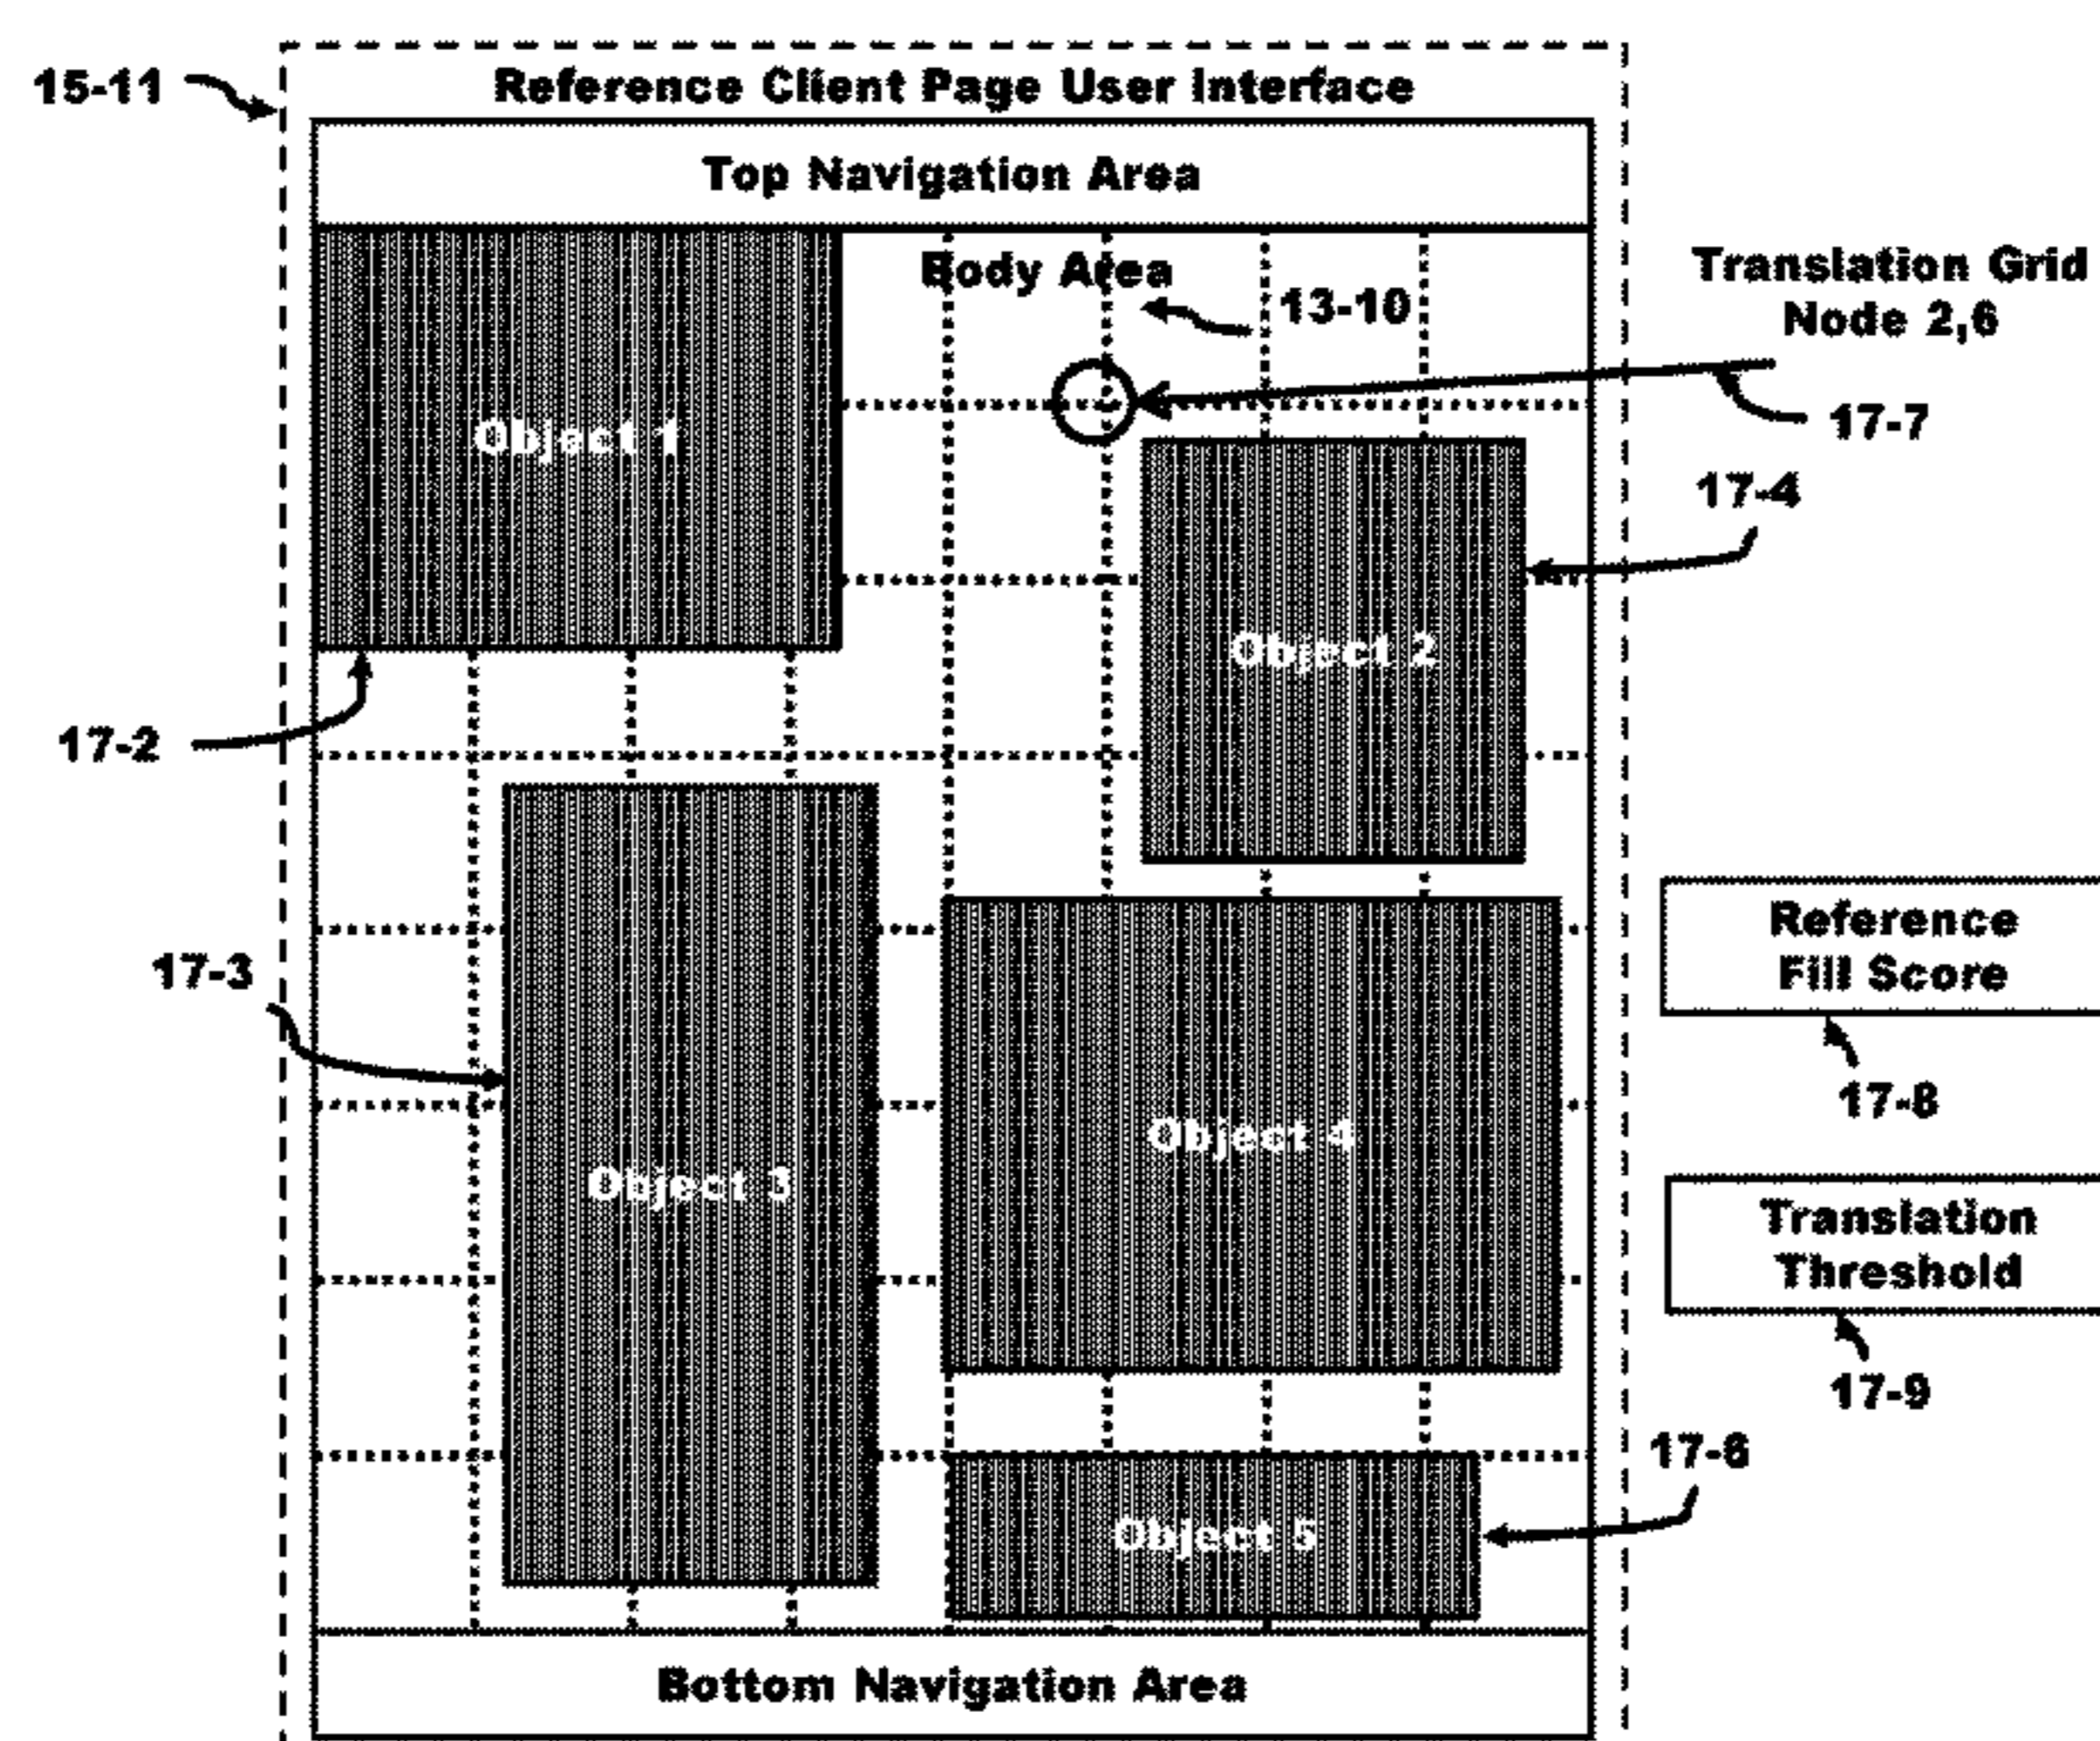 15-11
Reference Client Page User Interface
Top Navigation Area
Body Area
13-10
Translation Grid
Node 2,6
17-7
Object 1
17-4
Object 2
17-2
Reference
Fill Score
17-3
17-8
Object 4
Object 3
Translation
Threshold
17-9
17-6
Object 5
Bottom Navigation Area